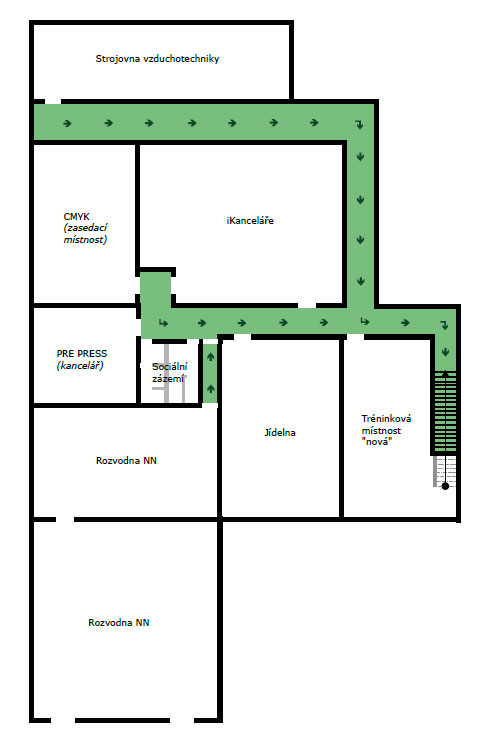 Strojovna vzduchotechniky
CMYK
(zasedací
místnost)
iKanceláře
PRE PRESS
(kancelář)
Sociální
zázemí
Jídelna
Tréninková
místnost
"nová"
Rozvodna NN
Rozvodna NN